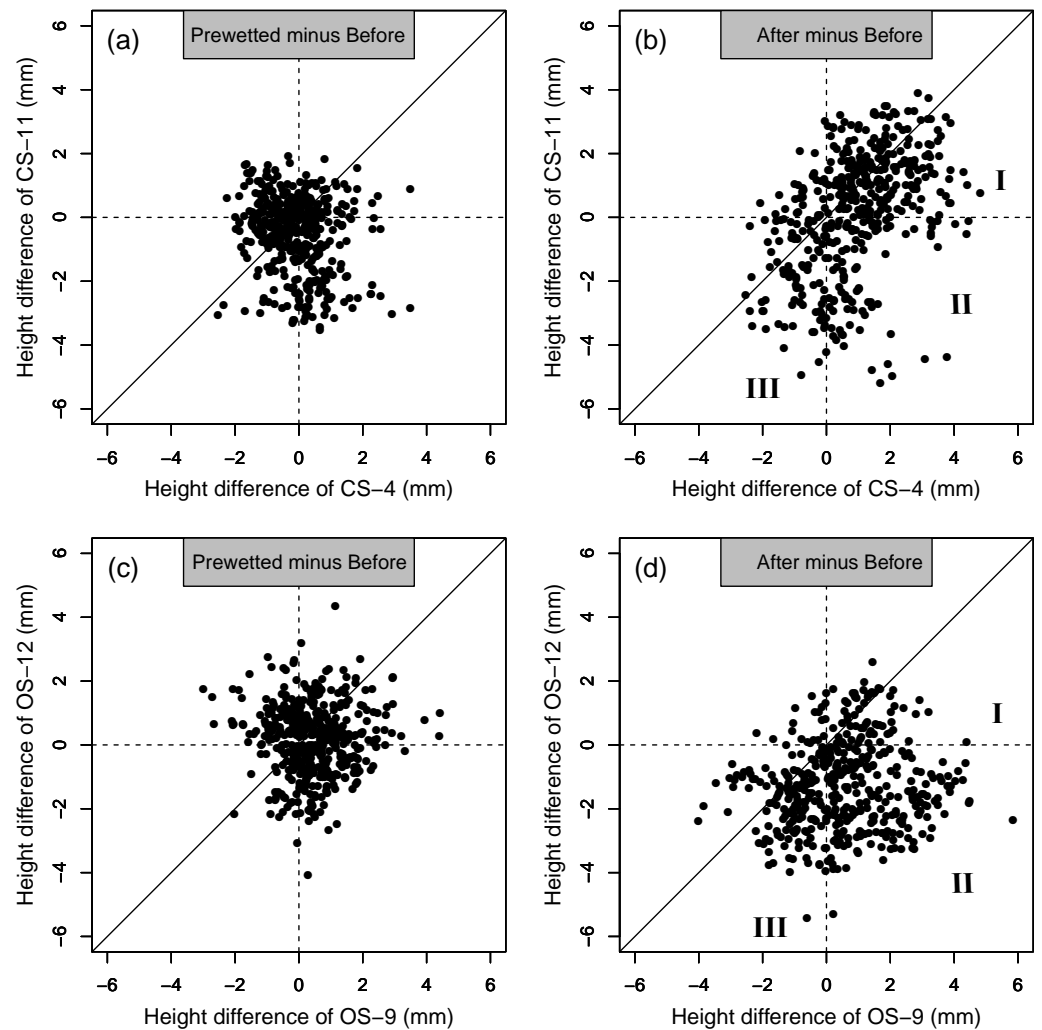 (a) Prewetted minus Before
6
4
2
0
−2
−4
−6
Height difference of CS−11 (mm)
−6 −4 −2 0 2 4 6
Height difference of CS−4 (mm)
(b) After minus Before
6
4
2
0
−2
−4
−6
Height difference of CS−11 (mm)
I
II
III
−6 −4 −2 0 2 4 6
Height difference of CS−4 (mm)
(c) Prewetted minus Before
6
4
2
0
−2
−4
−6
Height difference of OS−12 (mm)
−6 −4 −2 0 2 4 6
Height difference of OS−9 (mm)
(d) After minus Before
6
4
2
0
−2
−4
−6
Height difference of OS−12 (mm)
I
II
III
−6 −4 −2 0 2 4 6
Height difference of OS−9 (mm)